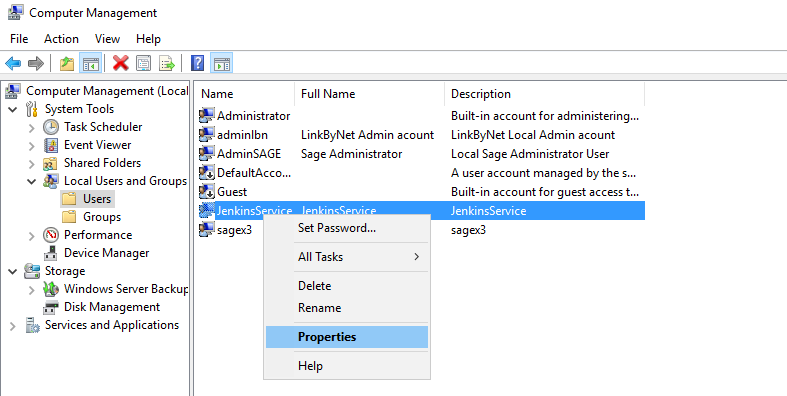 Computer Management
File Action View Help
Computer Management (Local
System Tools
Task Scheduler
Event Viewer
Shared Folders
Local Users and Groups
Users
Groups
Performance
Device Manager
Storage
Windows Server Backup
Disk Management
Services and Applications
Name Full Name Description
Administrator Built-in account for administering...
adminlbn LinkByNet Admin acount LinkByNet Local Admin acount
AdminSAGE Sage Administrator Local Sage Administrator User
DefaultAcco... A user account managed by the s...
Guest Built-in account for guest access t...
JenkinsService JenkinsService JenkinsService
sagex3 sagex3
Set Password...
All Tasks
Delete
Rename
Properties
Help